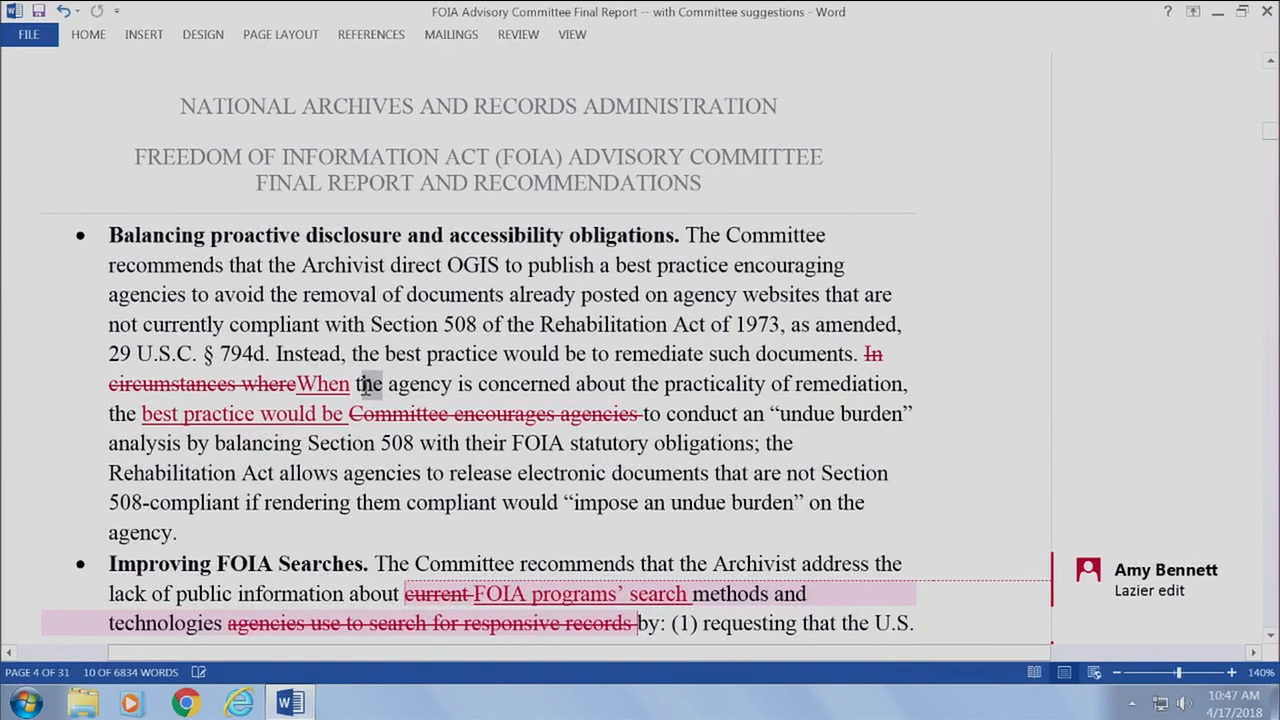 FOIA Advisory Committee Final Report -- with Committee suggestions - Word
?
FILE HOME INSERT DESIGN PAGE LAYOUT REFERENCES MAILINGS REVIEW VIEW
NATIONAL ARCHIVES AND RECORDS ADMINISTRATION
FREEDOM OF INFORMATION ACT (FOIA) ADVISORY COMMITTEE
FINAL REPORT AND RECOMMENDATIONS
• Balancing proactive disclosure and accessibility obligations. The Committee
recommends that the Archivist direct OGIS to publish a best practice encouraging
agencies to avoid the removal of documents already posted on agency websites that are
not currently compliant with Section 508 of the Rehabilitation Act of 1973, as amended,
29 U.S.C. § 794d. Instead, the best practice would be to remediate such documents. In
circumstances whereWhen the agency is concerned about the practicality of remediation,
the best practice would be Committee encourages agencies to conduct an “undue burden”
analysis by balancing Section 508 with their FOIA statutory obligations; the
Rehabilitation Act allows agencies to release electronic documents that are not Section
508-compliant if rendering them compliant would “impose an undue burden” on the
agency.
• Improving FOIA Searches. The Committee recommends that the Archivist address the
lack of public information about current FOIA programs’ search methods and
technologies agencies use to search for responsive records by: (1) requesting that the U.S.
Amy Bennett
Lazier edit
PAGE 4 OF 31 10 OF 6834 WORDS 140%
10:47 AM
4/17/2018